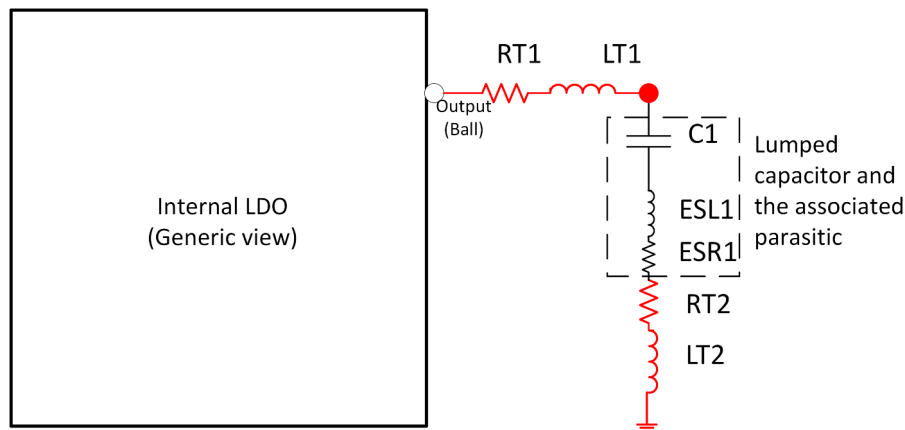 RT1
LT1
Output
(Ball)
C1
Lumped
capacitor and
the associated
parasitic
Internal LDO
(Generic view)
ESL1
ESR1
RT2
LT2